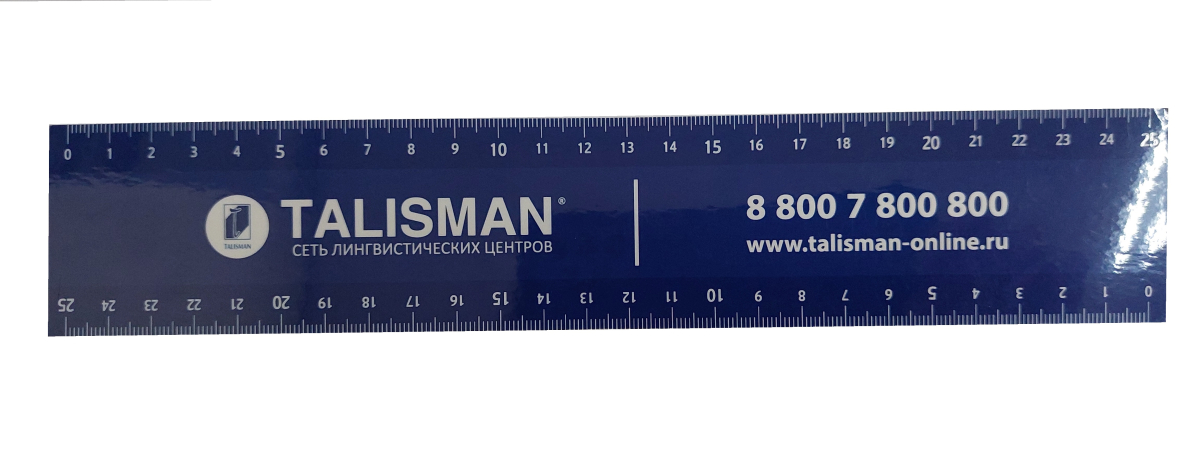 0 1 2 3 4 5 6 7 8 9 10 11 12 13 14 15 16 17 18 19 20 21 22 23 24 25
TALISMAN
TALISMAN®
СЕТЬ ЛИНГВИСТИЧЕСКИХ ЦЕНТРОВ
8 800 7 800 800
www.talisman-online.ru
25 24 23 22 21 20 19 18 17 16 15 14 13 12 11 10 9 8 7 6 5 4 3 2 1 0